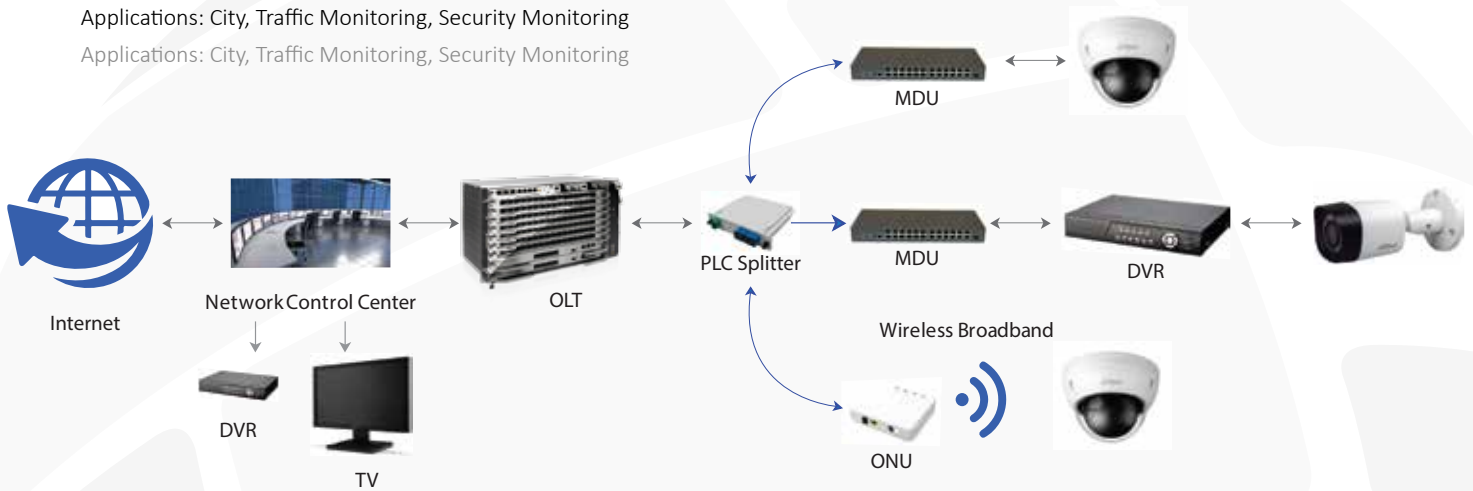 Applications: City, Traffic Monitoring, Security Monitoring
Applications: City, Traffic Monitoring, Security Monitoring
MDU
Internet
Network Control Center
OLT
PLC Splitter
MDU
DVR
Wireless Broadband
DVR
TV
ONU